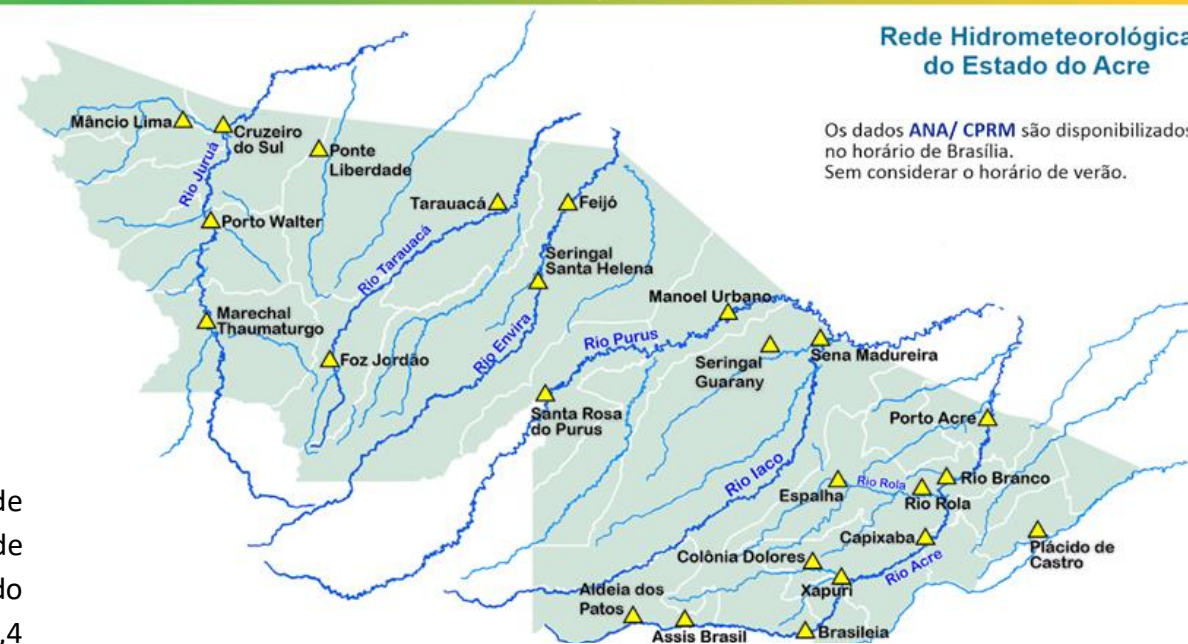 Rede Hidrometeorológica
do Estado do Acre
Os dados ANA/ CPRM são disponibilizados
no horário de Brasília.
Sem considerar o horário de verão.
Mâncio Lima
Cruzeiro
do Sul
Ponte
Liberdade
Rio Juruá
Tarauacá
Feijó
Porto Walter
Rio Tarauacá
Seringal
Santa Helena
Manoel Urbano
Marechal
Thaumaturgo
Rio Envira
Rio Purus
Foz Jordão
Seringal
Guarany
Sena Madureira
Santa Rosa
do Purus
Porto Acre
Rio Iaco
Espalha
Rio Rola
Rio Branco
Rio Rola
Capixaba
Plácido de
Castro
Colônia Dolores
Rio Acre
Xapuri
Aldeia dos
Patos
Assis Brasil
Brasileia
de
de
do
,4